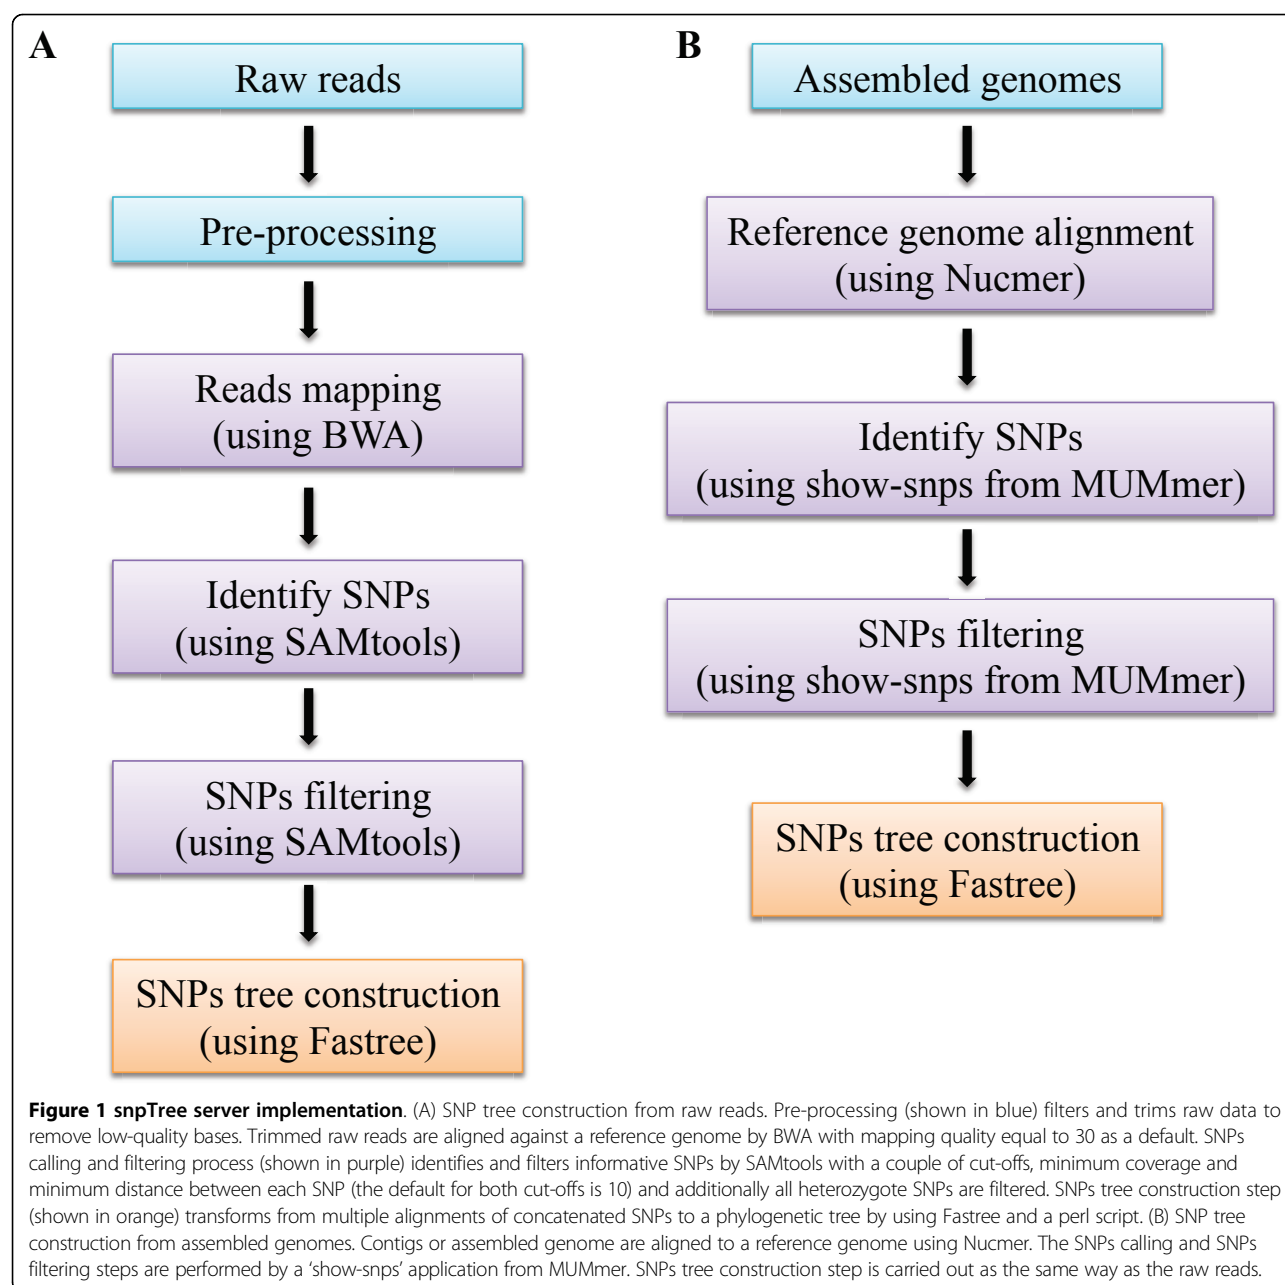 A
Raw reads
Pre-processing
Reads mapping
(using BWA)
Identify SNPs
(using SAMtools)
SNPs filtering
(using SAMtools)
SNPs tree construction
(using Fastree)
B
Assembled genomes
Reference genome alignment
(using Nucmer)
Identify SNPs
(using show-snps from MUMmer)
SNPs filtering
(using show-snps from MUMmer)
SNPs tree construction
(using Fastree)
Figure 1 snpTree server implementation. (A) SNP tree construction from raw reads. Pre-processing (shown in blue) filters and trims raw data to
remove low-quality bases. Trimmed raw reads are aligned against a reference genome by BWA with mapping quality equal to 30 as a default. SNPs
calling and filtering process (shown in purple) identifies and filters informative SNPs by SAMtools with a couple of cut-offs, minimum coverage and
minimum distance between each SNP (the default for both cut-offs is 10) and additionally all heterozygote SNPs are filtered. SNPs tree construction step
(shown in orange) transforms from multiple alignments of concatenated SNPs to a phylogenetic tree by using Fastree and a perl script. (B) SNP tree
construction from assembled genomes. Contigs or assembled genome are aligned to a reference genome using Nucmer. The SNPs calling and SNPs
filtering steps are performed by a ‘show-snps’ application from MUMmer. SNPs tree construction step is carried out as the same way as the raw reads.